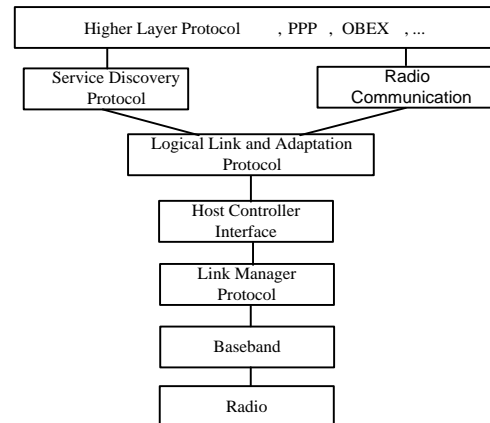 Higher Layer Protocol , PPP , OBEX , ...
Service Discovery
Protocol
Radio
Communication
Logical Link and Adaptation
Protocol
Host Controller
Interface
Link Manager
Protocol
Baseband
Radio